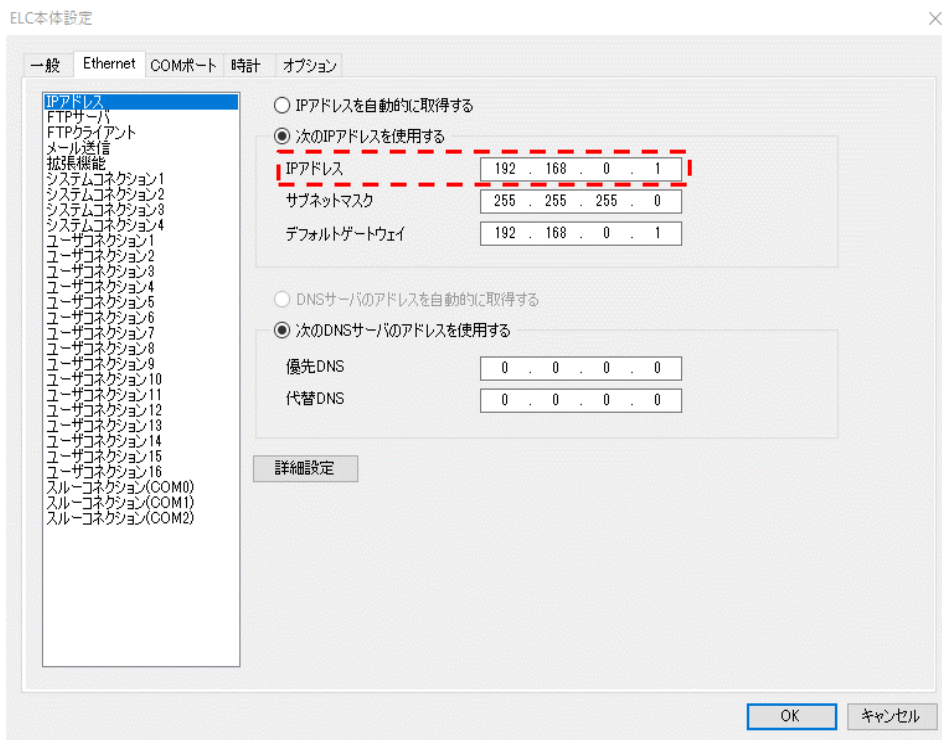 ELC本体設定
一般 Ethernet COMポート 時計 オプション
IPアドレス
FTPサーバ
FTPクライアント
メール送信
拡張機能
システムコネクション1
システムコネクション2
システムコネクション3
システムコネクション4
ユーザコネクション1
ユーザコネクション2
ユーザコネクション3
ユーザコネクション4
ユーザコネクション5
ユーザコネクション6
ユーザコネクション7
ユーザコネクション8
ユーザコネクション9
ユーザコネクション10
ユーザコネクション11
ユーザコネクション12
ユーザコネクション13
ユーザコネクション14
ユーザコネクション15
ユーザコネクション16
スルーコネクション(COM0)
スルーコネクション(COM1)
スルーコネクション(COM2)
IPアドレスを自動的に取得する
次のIPアドレスを使用する
IPアドレス 192 . 168 . 0 . 1
サブネットマスク 255 . 255 . 255 . 0
デフォルトゲートウェイ 192 . 168 . 0 . 1
DNSサーバのアドレスを自動的に取得する
次のDNSサーバのアドレスを使用する
優先DNS 0 . 0 . 0 . 0
代替DNS 0 . 0 . 0 . 0
詳細設定
OK キャンセル